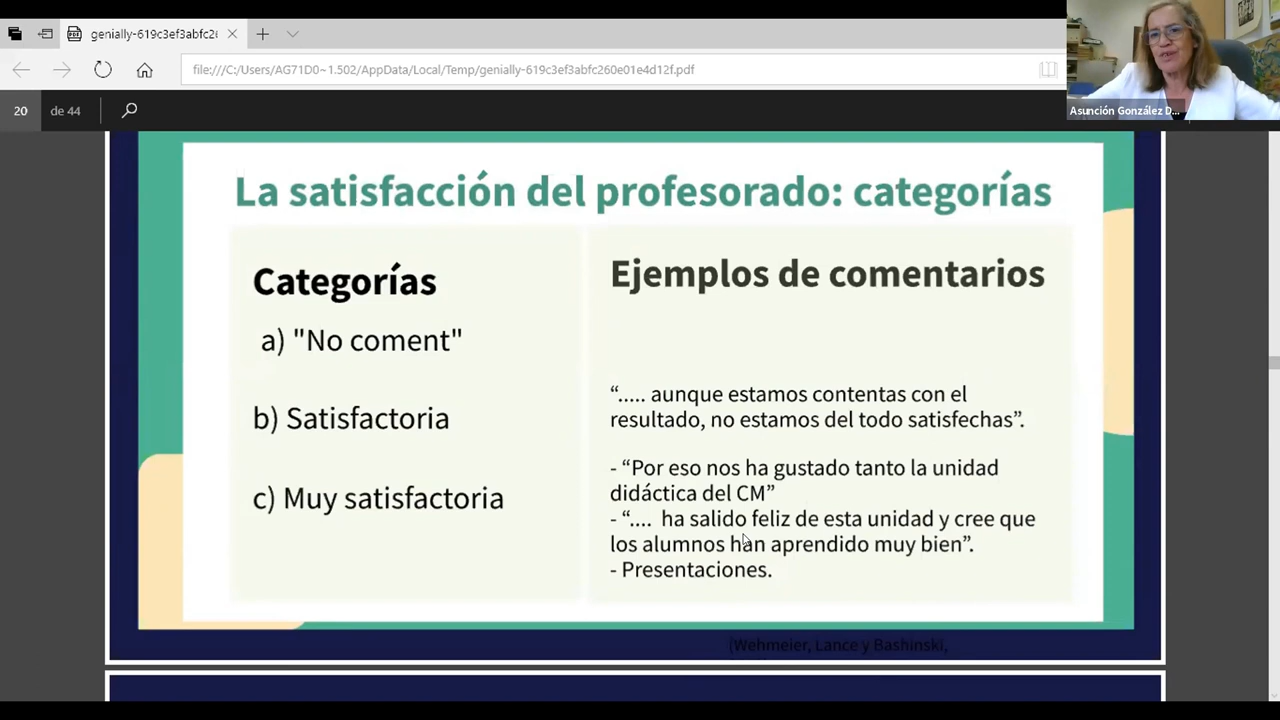 genially-619c3ef3abfc26
file:///C:/Users/AG71D0~1.502/AppData/Local/Temp/genially-619c3ef3abfc260e01e4d12f.pdf
20 de 44
Asunción González D...
La satisfacción del profesorado: categorías
Categorías
a) "No coment"
b) Satisfactoria
c) Muy satisfactoria
Ejemplos de comentarios
“..... aunque estamos contentas con el
resultado, no estamos del todo satisfechas”.
- “Por eso nos ha gustado tanto la unidad
didáctica del CM”
- “.... ha salido feliz de esta unidad y cree que
los alumnos han aprendido muy bien”.
- Presentaciones.
(Wehmeier, Lance y Bashinski,